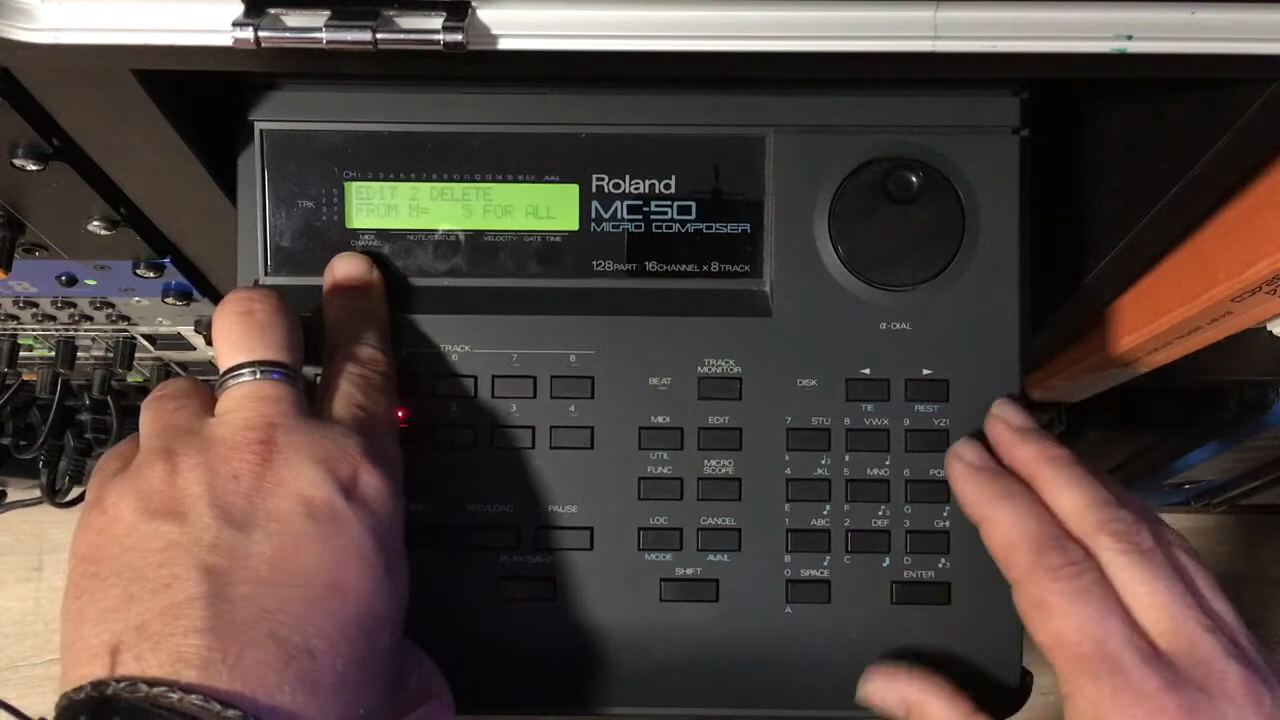 CH 1 2 3 4 5 6 7 8 9 10 11 12 13 14 15 16 EX. AVAIL
EDIT 2 DELETE
FROM M= 5 FOR ALL
TRK
MIDI CHANNEL
NOTE/STATUS
VELOCITY
GATE TIME
Roland
MC-50
MICRO COMPOSER
128PART: 16CHANNEL × 8TRACK
α-DIAL
TRACK
6 7 8
2 3 4
PAUSE
BEAT
TRACK MONITOR
MIDI
EDIT
UTIL
FUNC
MICRO SCOPE
LOC
CANCEL
MODE
AVAIL
SHIFT
DISK
◄ ►
TIE REST
7 STU 8 VWX 9 YZ!
4 JKL 5 MNO 6 PQ
E F G
1 ABC 2 DEF 3 GH
B C D
0 SPACE ENTER
A